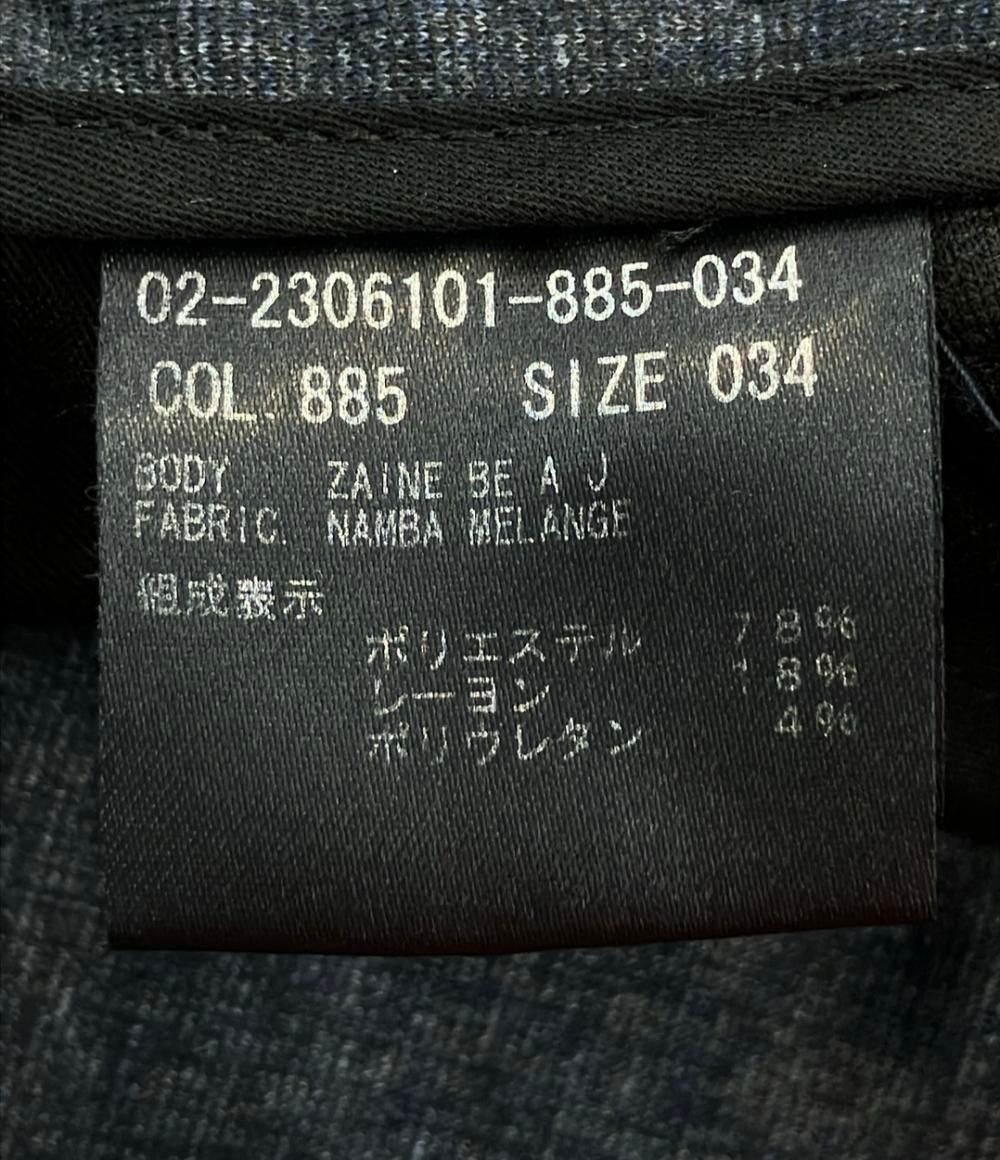 02-2306101-885-034
COL. 885 SIZE 034
BODY. ZAINE BE A J
FABRIC. NAMBA MELANGE
組成表示
ポリエステル 78%
レーヨン 18%
ポリウレタン 4%